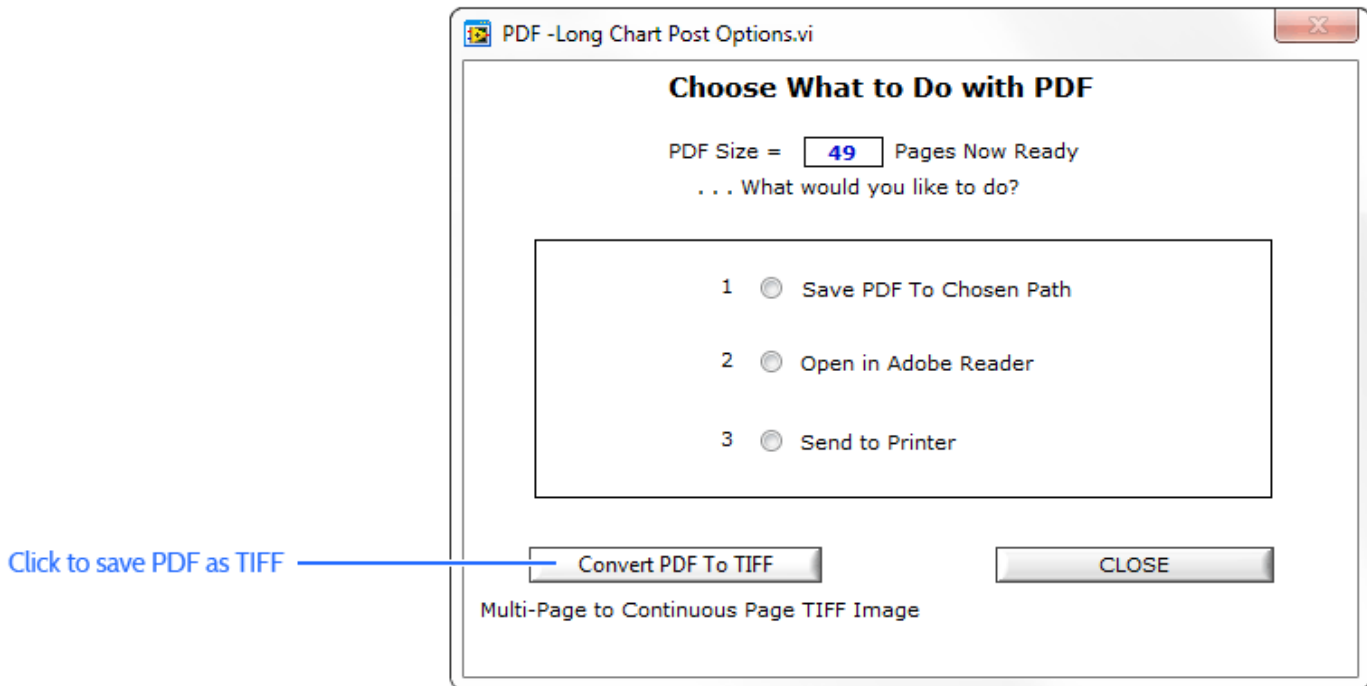 PDF -Long Chart Post Options.vi
Choose What to Do with PDF
PDF Size = 49 Pages Now Ready
. . . What would you like to do?
1 Save PDF To Chosen Path
2 Open in Adobe Reader
3 Send to Printer
Click to save PDF as TIFF
Convert PDF To TIFF
CLOSE
Multi-Page to Continuous Page TIFF Image